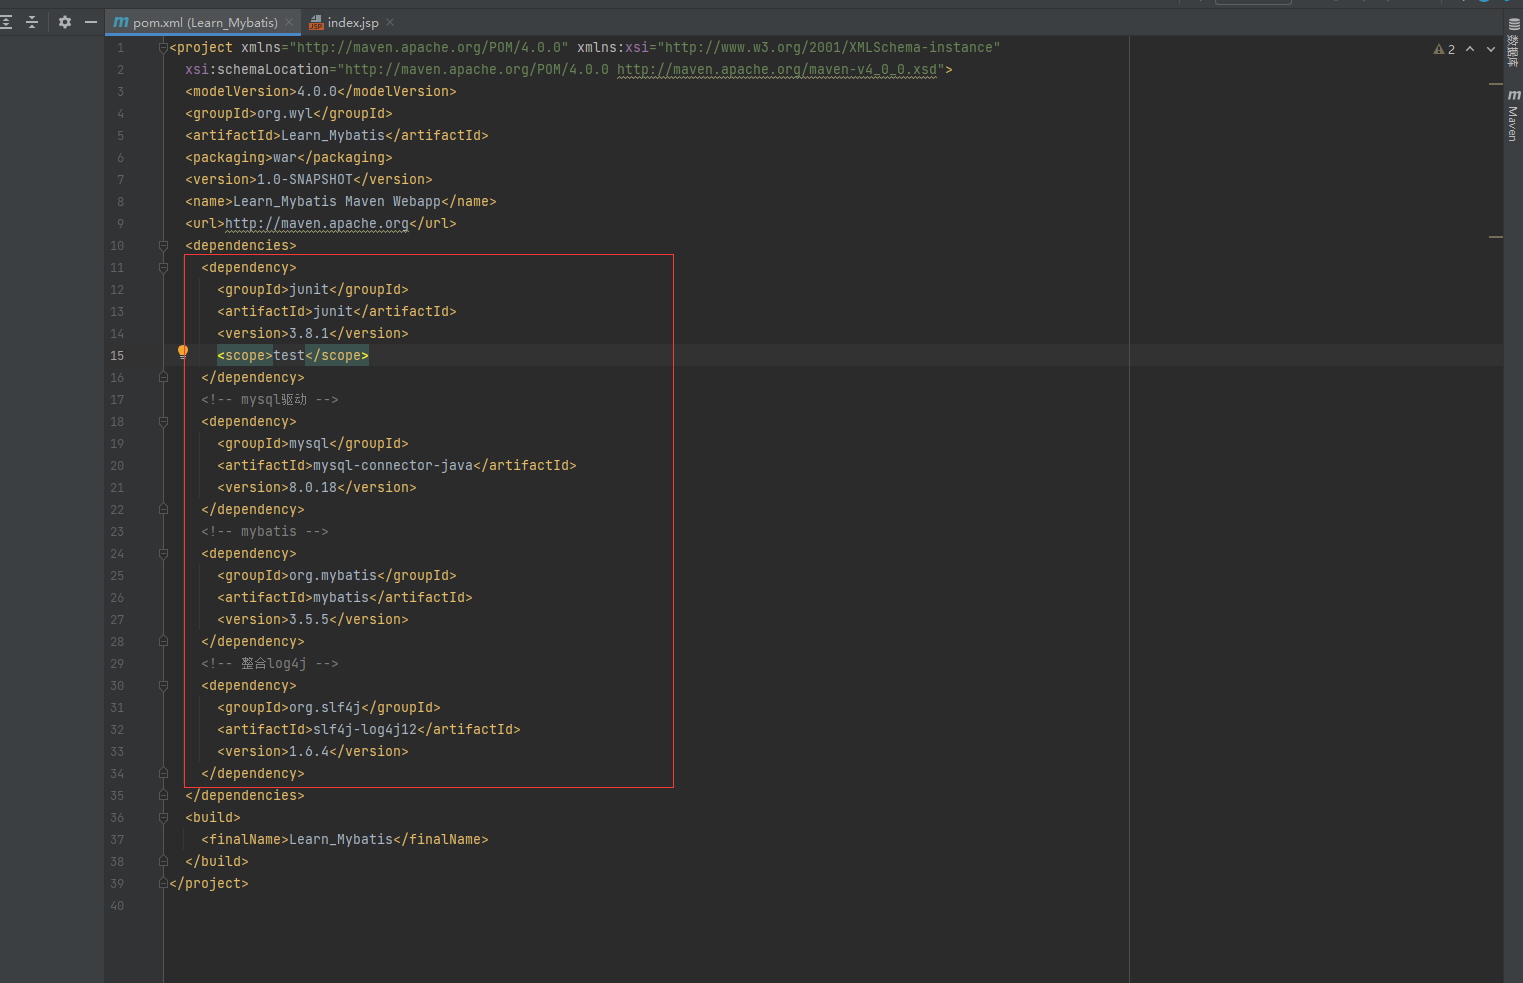 pom.xml (Learn_Mybatis)
index.jsp
1 <project xmlns="http://maven.apache.org/POM/4.0.0" xmlns:xsi="http://www.w3.org/2001/XMLSchema-instance"
2 xsi:schemaLocation="http://maven.apache.org/POM/4.0.0 http://maven.apache.org/maven-v4_0_0.xsd">
3 <modelVersion>4.0.0</modelVersion>
4 <groupId>org.wyl</groupId>
5 <artifactId>Learn_Mybatis</artifactId>
6 <packaging>war</packaging>
7 <version>1.0-SNAPSHOT</version>
8 <name>Learn_Mybatis Maven Webapp</name>
9 <url>http://maven.apache.org</url>
10 <dependencies>
11 <dependency>
12 <groupId>junit</groupId>
13 <artifactId>junit</artifactId>
14 <version>3.8.1</version>
15 <scope>test</scope>
16 </dependency>
17 <!-- mysql驱动 -->
18 <dependency>
19 <groupId>mysql</groupId>
20 <artifactId>mysql-connector-java</artifactId>
21 <version>8.0.18</version>
22 </dependency>
23 <!-- mybatis -->
24 <dependency>
25 <groupId>org.mybatis</groupId>
26 <artifactId>mybatis</artifactId>
27 <version>3.5.5</version>
28 </dependency>
29 <!-- 整合log4j -->
30 <dependency>
31 <groupId>org.slf4j</groupId>
32 <artifactId>slf4j-log4j12</artifactId>
33 <version>1.6.4</version>
34 </dependency>
35 </dependencies>
36 <build>
37 <finalName>Learn_Mybatis</finalName>
38 </build>
39 </project>
40
2
数据库
m Maven